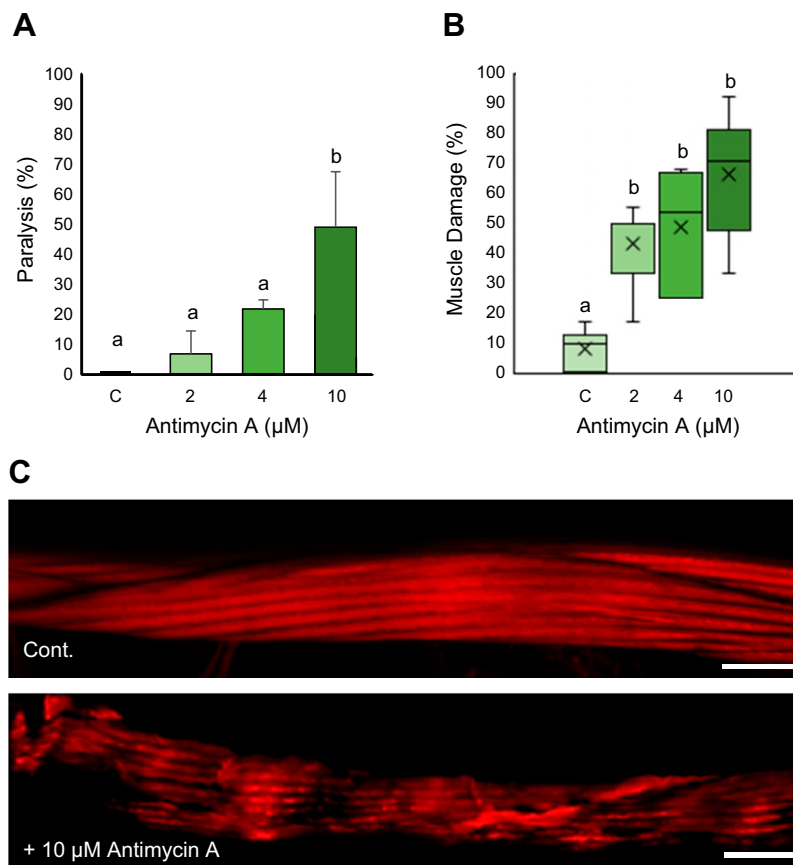 A
Paralysis (%)
100
90
80
70
60
50
40
30
20
10
0
a
a
a
b
C 2 4 10
Antimycin A (µM)
B
Muscle Damage (%)
100
90
80
70
60
50
40
30
20
10
0
a
b
b
b
C 2 4 10
Antimycin A (µM)
C
Cont.
+ 10 µM Antimycin A